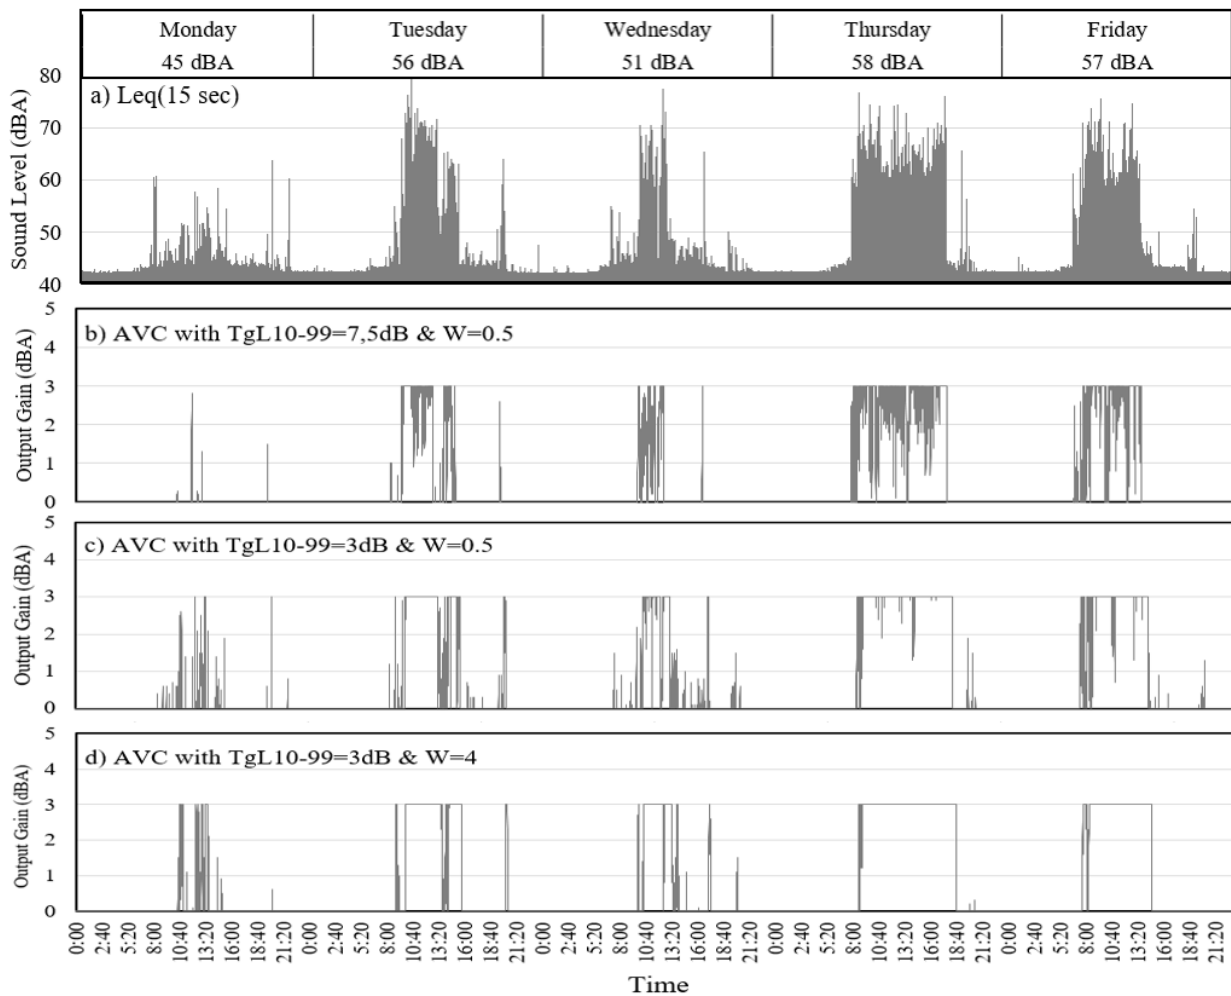 Monday Tuesday Wednesday Thursday Friday
45 dBA 56 dBA 51 dBA 58 dBA 57 dBA
a) Leq(15 sec)
Sound Level (dBA)
80
70
60
50
40
b) AVC with TgL10-99=7,5dB & W=0.5
Output Gain (dBA)
5
4
3
2
1
0
c) AVC with TgL10-99=3dB & W=0.5
Output Gain (dBA)
5
4
3
2
1
0
d) AVC with TgL10-99=3dB & W=4
Output Gain (dBA)
5
4
3
2
1
0
0:00 2:40 5:20 8:00 10:40 13:20 16:00 18:40 21:20 0:00 2:40 5:20 8:00 10:40 13:20 16:00 18:40 21:20 0:00 2:40 5:20 8:00 10:40 13:20 16:00 18:40 21:20 0:00 2:40 5:20 8:00 10:40 13:20 16:00 18:40 21:20 0:00 2:40 5:20 8:00 10:40 13:20 16:00 18:40 21:20
Time